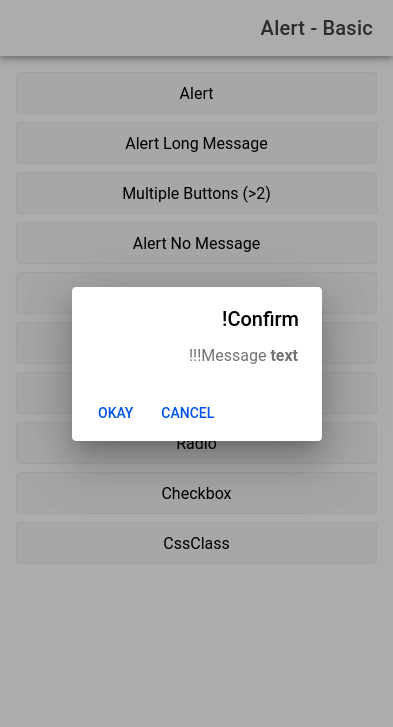 Alert - Basic
Alert
Alert Long Message
Multiple Buttons (>2)
Alert No Message
!Confirm
!!!Message text
OKAY CANCEL
Radio
Checkbox
CssClass